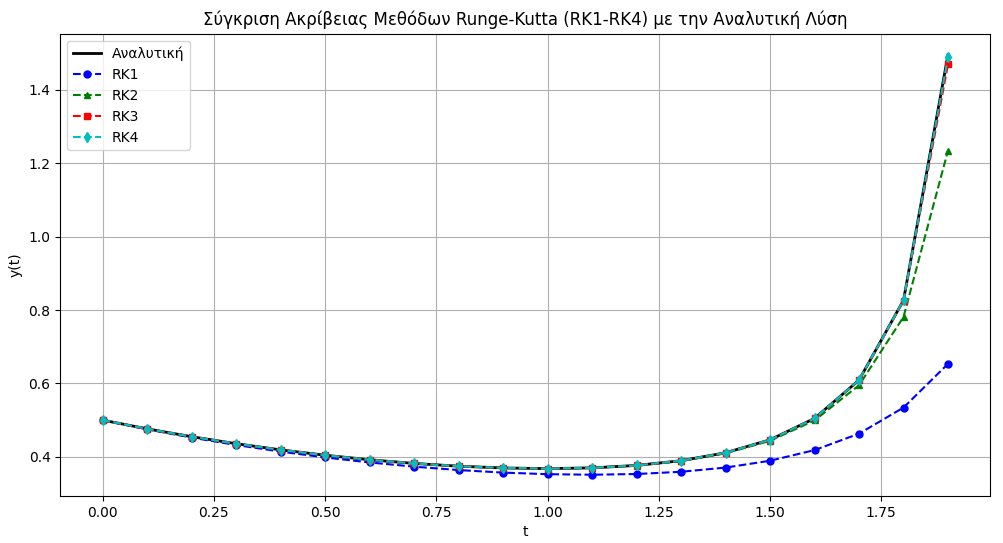 Σύγκριση Ακρίβειας Μεθόδων Runge-Kutta (RK1-RK4) με την Αναλυτική Λύση
Αναλυτική
RK1
RK2
RK3
RK4
y(t)
1.4
1.2
1.0
0.8
0.6
0.4
0.00 0.25 0.50 0.75 1.00 1.25 1.50 1.75
t